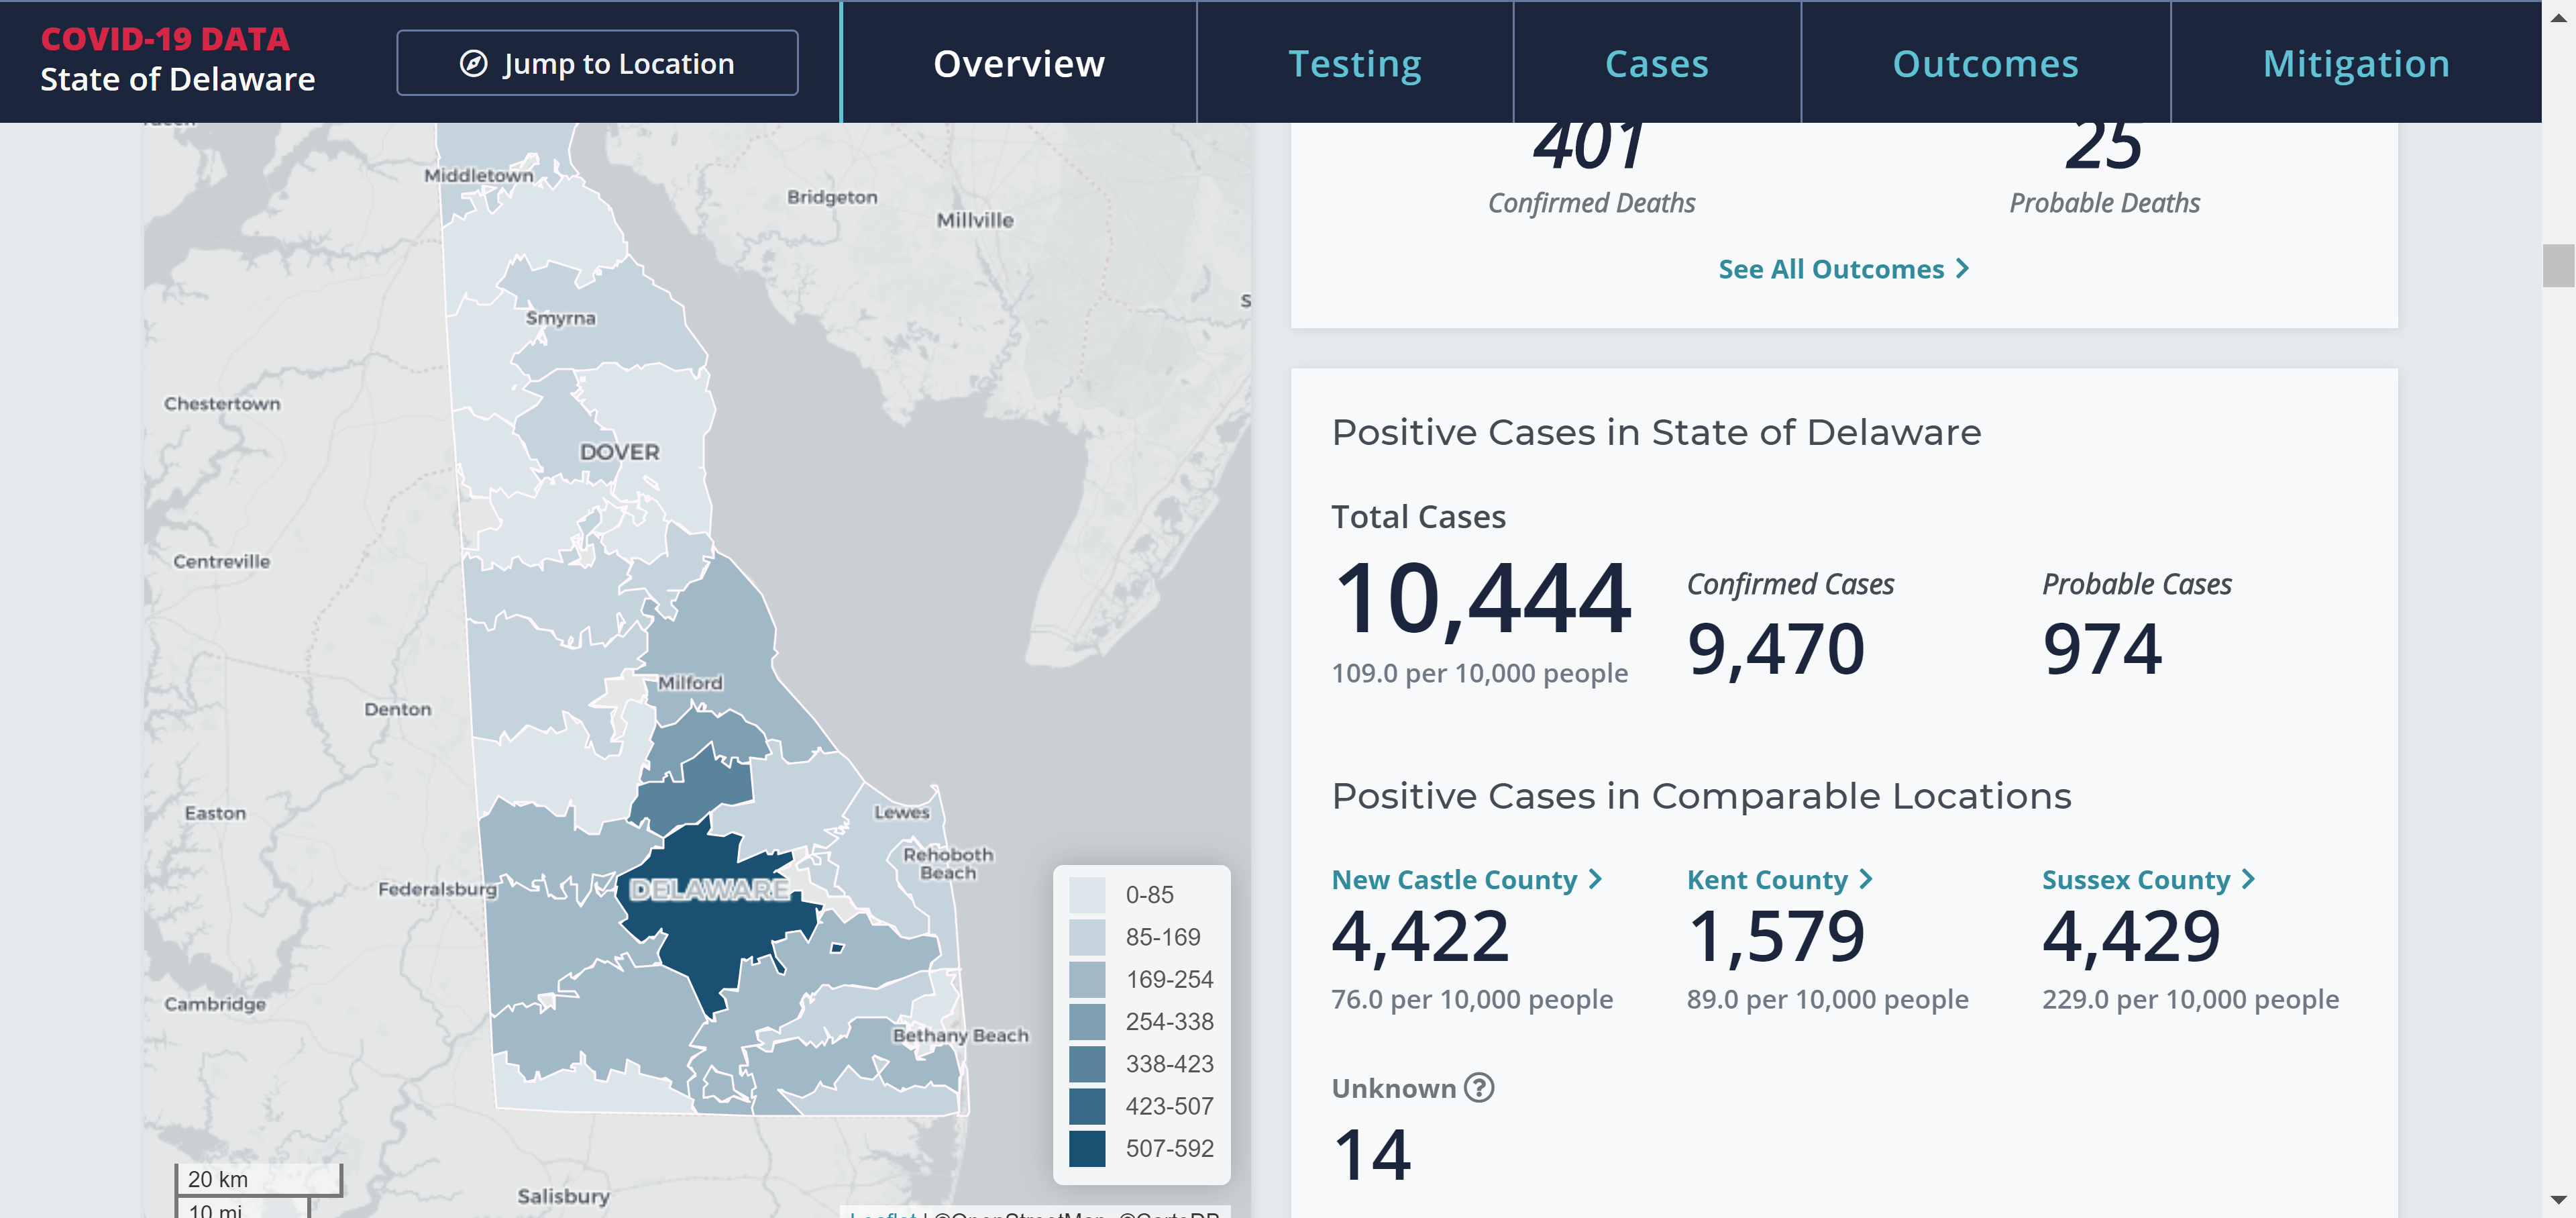 COVID-19 DATA
State of Delaware
Jump to Location
Overview
Testing
Cases
Outcomes
Mitigation
Middletown
Bridgeton
Millville
Smyrna
S
Chestertown
DOVER
Centreville
Milford
Denton
Easton
Lewes
Rehoboth
Beach
Federalsburg
DELAWARE
Cambridge
Bethany Beach
Salisbury
0-85
85-169
169-254
254-338
338-423
423-507
507-592
20 km
10 mi
Leaflet | ©OpenStreetMap, ©CartoDB
401
Confirmed Deaths
25
Probable Deaths
See All Outcomes
Positive Cases in State of Delaware
Total Cases
10,444
109.0 per 10,000 people
Confirmed Cases
9,470
Probable Cases
974
Positive Cases in Comparable Locations
New Castle County
4,422
76.0 per 10,000 people
Kent County
1,579
89.0 per 10,000 people
Sussex County
4,429
229.0 per 10,000 people
Unknown ?
14